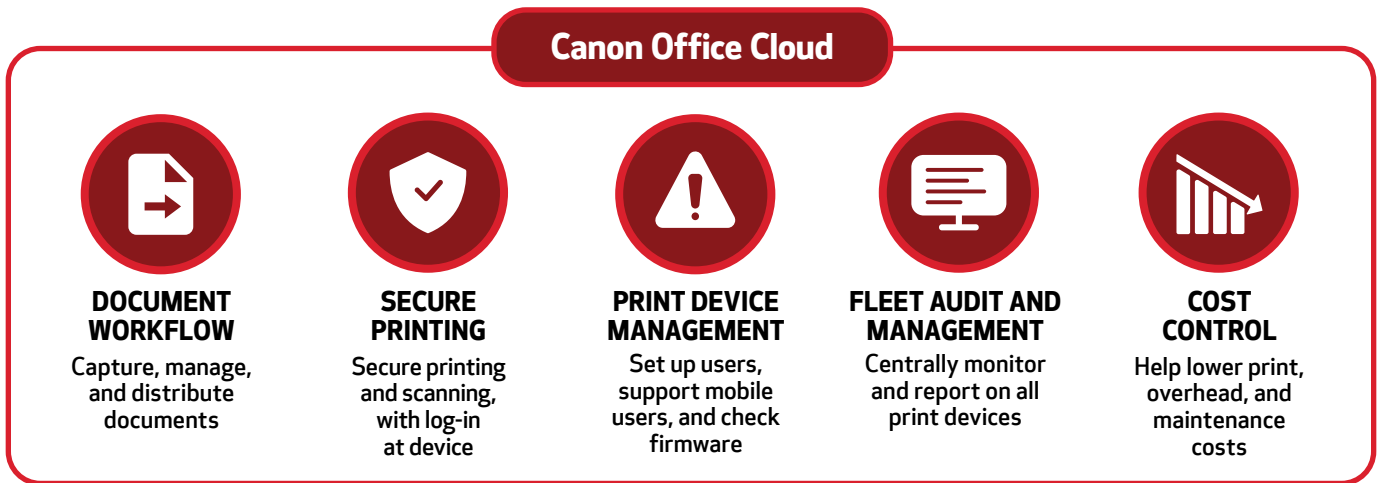 Canon Office Cloud
DOCUMENT
WORKFLOW
Capture, manage,
and distribute
documents
SECURE
PRINTING
Secure printing
and scanning,
with log-in
at device
PRINT DEVICE
MANAGEMENT
Set up users,
support mobile
users, and check
firmware
FLEET AUDIT AND
MANAGEMENT
Centrally monitor
and report on all
print devices
COST
CONTROL
Help lower print,
overhead, and
maintenance
costs